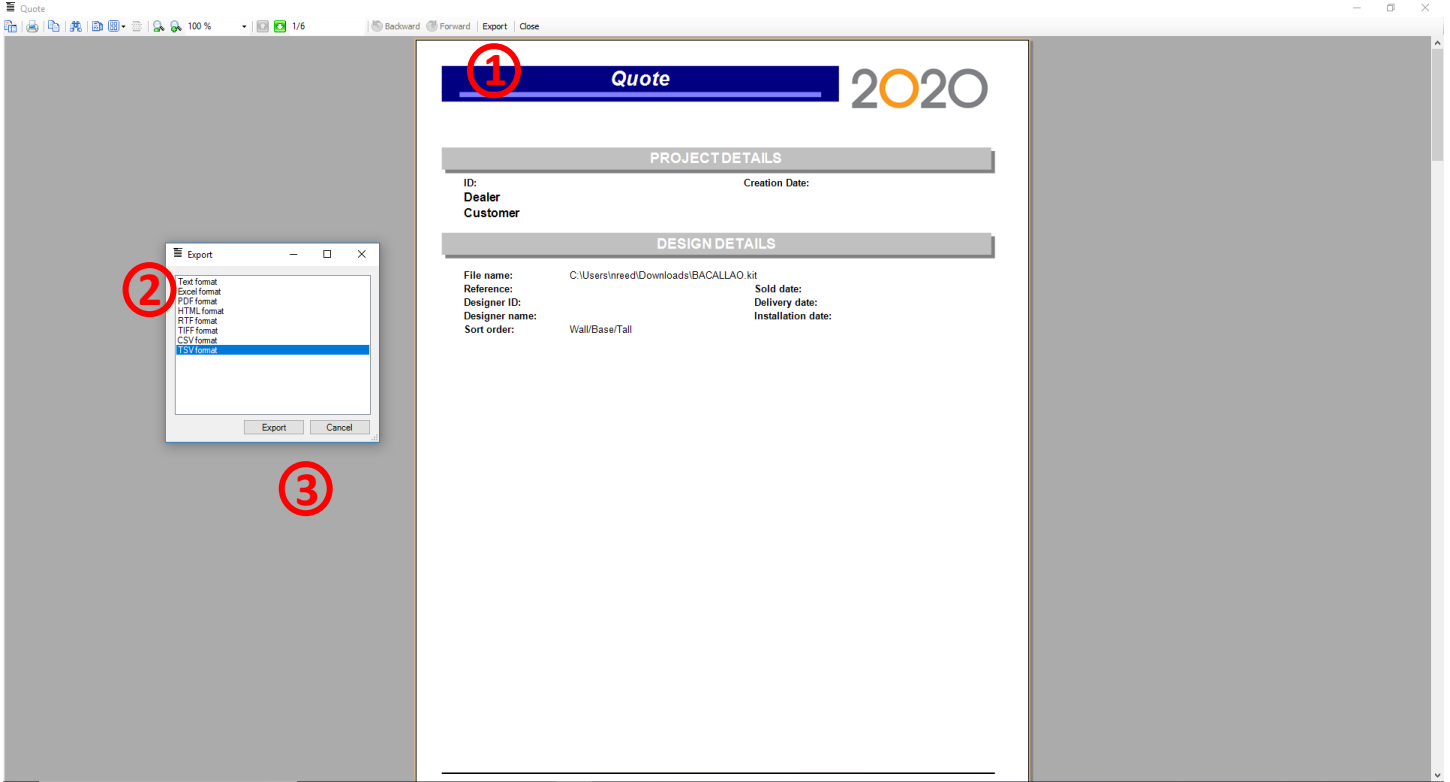 Quote
100 %
1/6
Backward
Forward
Export
Close
1
Quote
2020
PROJECT DETAILS
ID:
Creation Date:
Dealer
Customer
DESIGN DETAILS
File name:
C:\Users\nreed\Downloads\BACALLAO.kit
Reference:
Sold date:
Designer ID:
Delivery date:
Designer name:
Installation date:
Sort order:
Wall/Base/Tall
Export
2
Text format
Excel format
PDF format
HTML format
RTF format
TIFF format
CSV format
TSV format
Export
Cancel
3